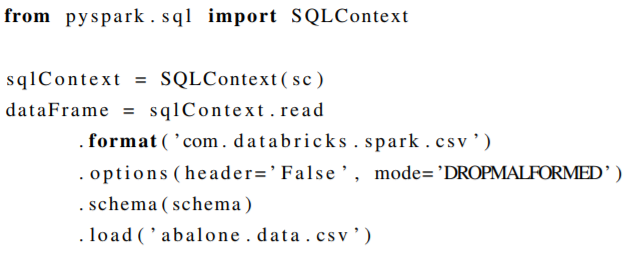 from pyspark.sql import SQLContext
sqlContext = SQLContext(sc)
dataFrame = sqlContext.read
.format('com.databricks.spark.csv')
.options(header='False', mode='DROPMALFORMED')
.schema(schema)
.load('abalone.data.csv')